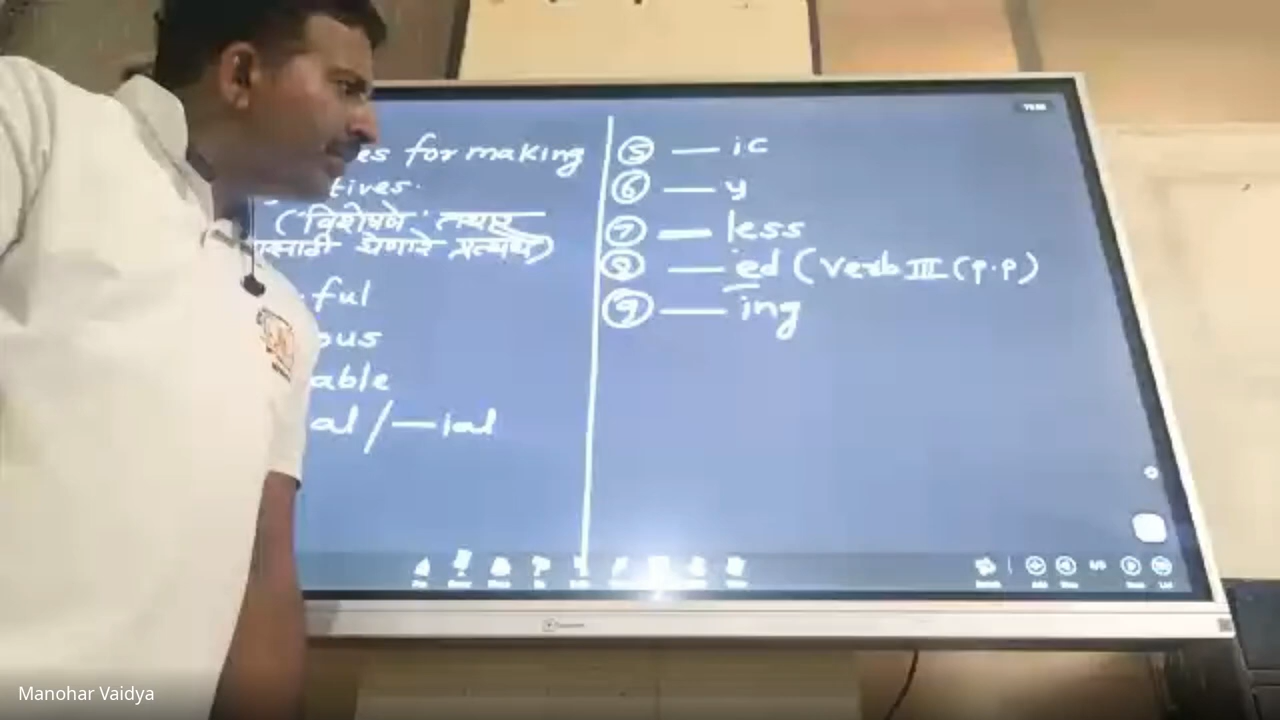 es for making
tives.
(विशेषणे तयार
साठी येणारे प्रत्यय)
ful
ous
able
al / — ial
⑤ — ic
⑥ — y
⑦ — less
⑧ — ed (Verb III (p.p)
⑨ — ing
Manohar Vaidya